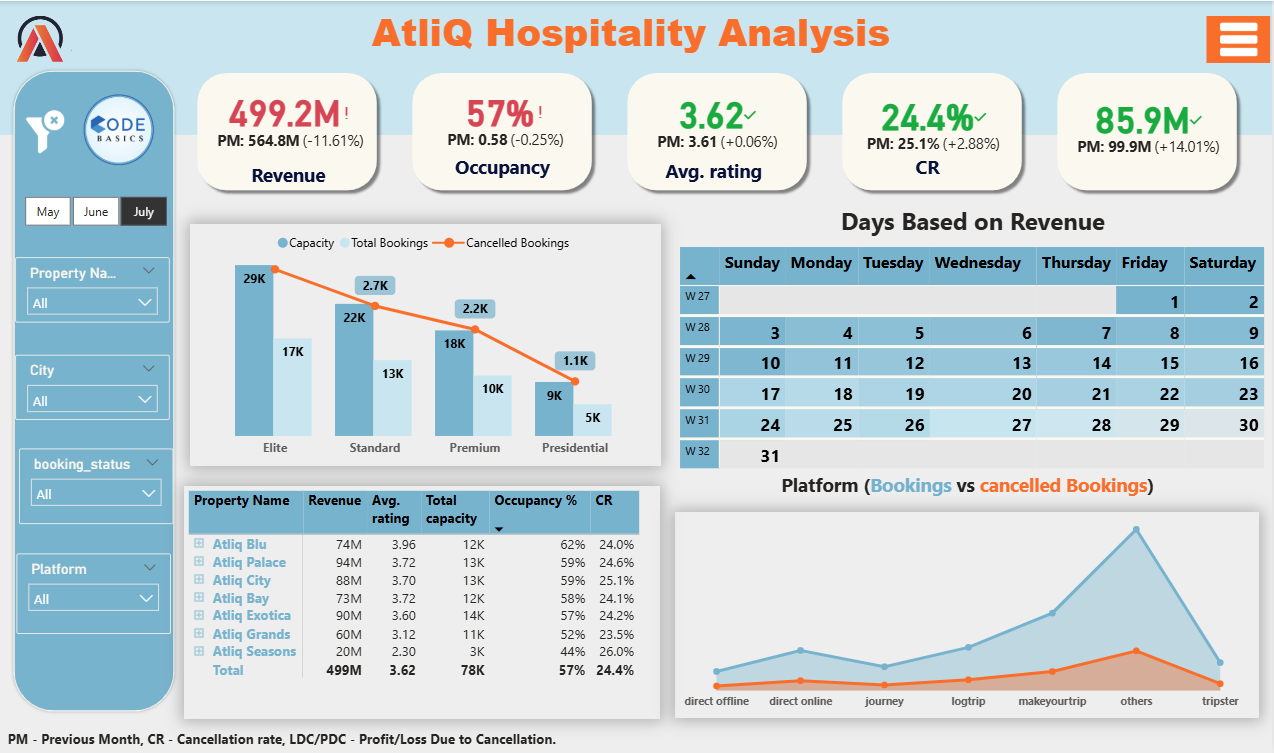 AtliQ Hospitality Analysis
CODE
BASICS
499.2M!
PM: 564.8M (-11.61%)
Revenue
57%!
PM: 0.58 (-0.25%)
Occupancy
3.62
PM: 3.61 (+0.06%)
Avg. rating
24.4%
PM: 25.1% (+2.88%)
CR
85.9M
PM: 99.9M (+14.01%)
May June July
Property Na...
All
City
All
booking_status
All
Platform
All
Capacity Total Bookings Cancelled Bookings
29K
2.7K
22K
2.2K
18K
17K
1.1K
13K
9K
10K
5K
Elite Standard Premium Presidential
Days Based on Revenue
Sunday Monday Tuesday Wednesday Thursday Friday Saturday
W 27 1 2
W 28 3 4 5 6 7 8 9
W 29 10 11 12 13 14 15 16
W 30 17 18 19 20 21 22 23
W 31 24 25 26 27 28 29 30
W 32 31
Property Name Revenue Avg. rating Total capacity Occupancy % CR
Atliq Blu 74M 3.96 12K 62% 24.0%
Atliq Palace 94M 3.72 13K 59% 24.6%
Atliq City 88M 3.70 13K 59% 25.1%
Atliq Bay 73M 3.72 12K 58% 24.1%
Atliq Exotica 90M 3.60 14K 57% 24.2%
Atliq Grands 60M 3.12 11K 52% 23.5%
Atliq Seasons 20M 2.30 3K 44% 26.0%
Total 499M 3.62 78K 57% 24.4%
Platform (Bookings vs cancelled Bookings)
direct offline direct online journey logtrip makeyourtrip others tripster
PM - Previous Month, CR - Cancellation rate, LDC/PDC - Profit/Loss Due to Cancellation.